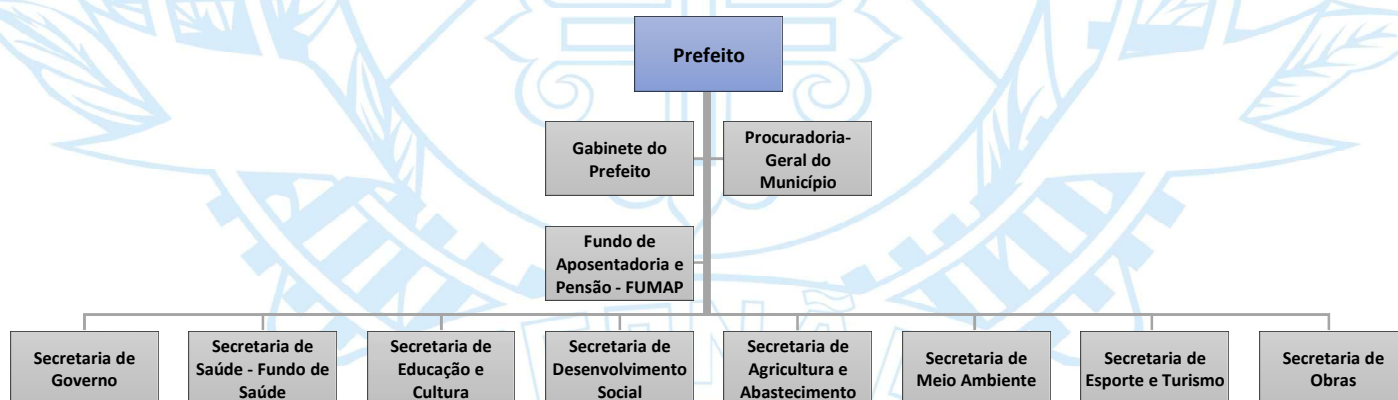 Prefeito
Gabinete do
Prefeito
Procuradoria-
Geral do
Município
Fundo de
Aposentadoria e
Pensão - FUMAP
Secretaria de
Governo
Secretaria de
Saúde - Fundo de
Saúde
Secretaria de
Educação e
Cultura
Secretaria de
Desenvolvimento
Social
Secretaria de
Agricultura e
Abastecimento
Secretaria de
Meio Ambiente
Secretaria de
Esporte e Turismo
Secretaria de
Obras